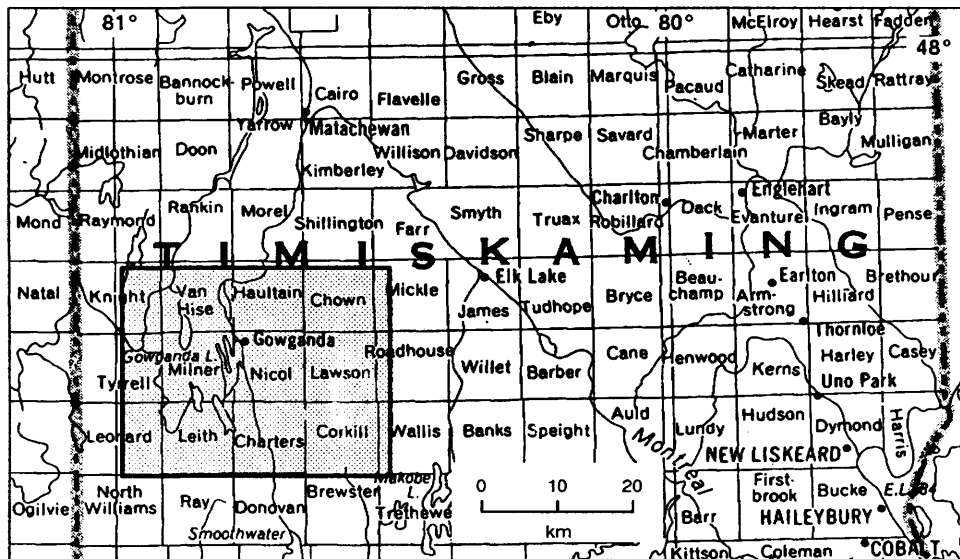 81°
Eby
Otto
80°
McElroy
Hearst
Fadden
48°
Hutt
Montrose
Bannock-
burn
Powell
Cairo
Flavelle
Gross
Blain
Marquis
Pacaud
Catharine
Skead
Rattray
Yarrow
Matachewan
Bayly
Midlothian
Doon
Kimberley
Willison
Davidson
Sharpe
Savard
Chamberlain
Marter
Mulligan
Mond
Raymond
Rankin
Morel
Shillington
Farr
Smyth
Truax
Charlton
Robillard
Dack
Englehart
Evanture
Ingram
Pense
TIMISKAMING
Natal
Knight
Van
Hise
Haultain
Chown
Mickle
Elk Lake
James
Tudhope
Bryce
Beau-
champ
Arm-
strong
Earlton
Hilliard
Brethour
Gowganda
Gowganda L.
Tyrrell
Milner
Nicol
Lawson
Roadhouse
Willet
Barber
Cane
Henwood
Kerns
Thornloe
Harley
Casey
Uno Park
Leonard
Leith
Charters
Corkill
Wallis
Banks
Speight
Auld
Lundy
Hudson
Dymond
Harris
Montreal
NEW LISKEARD
Ogilvie
North
Williams
Ray
Donovan
Brewster
Makobe
L.
Trethewe
Smoothwater
0 10 20
km
Barr
First-
brook
Bucke
HAILEYBURY
Kittson
Coleman
COBALT